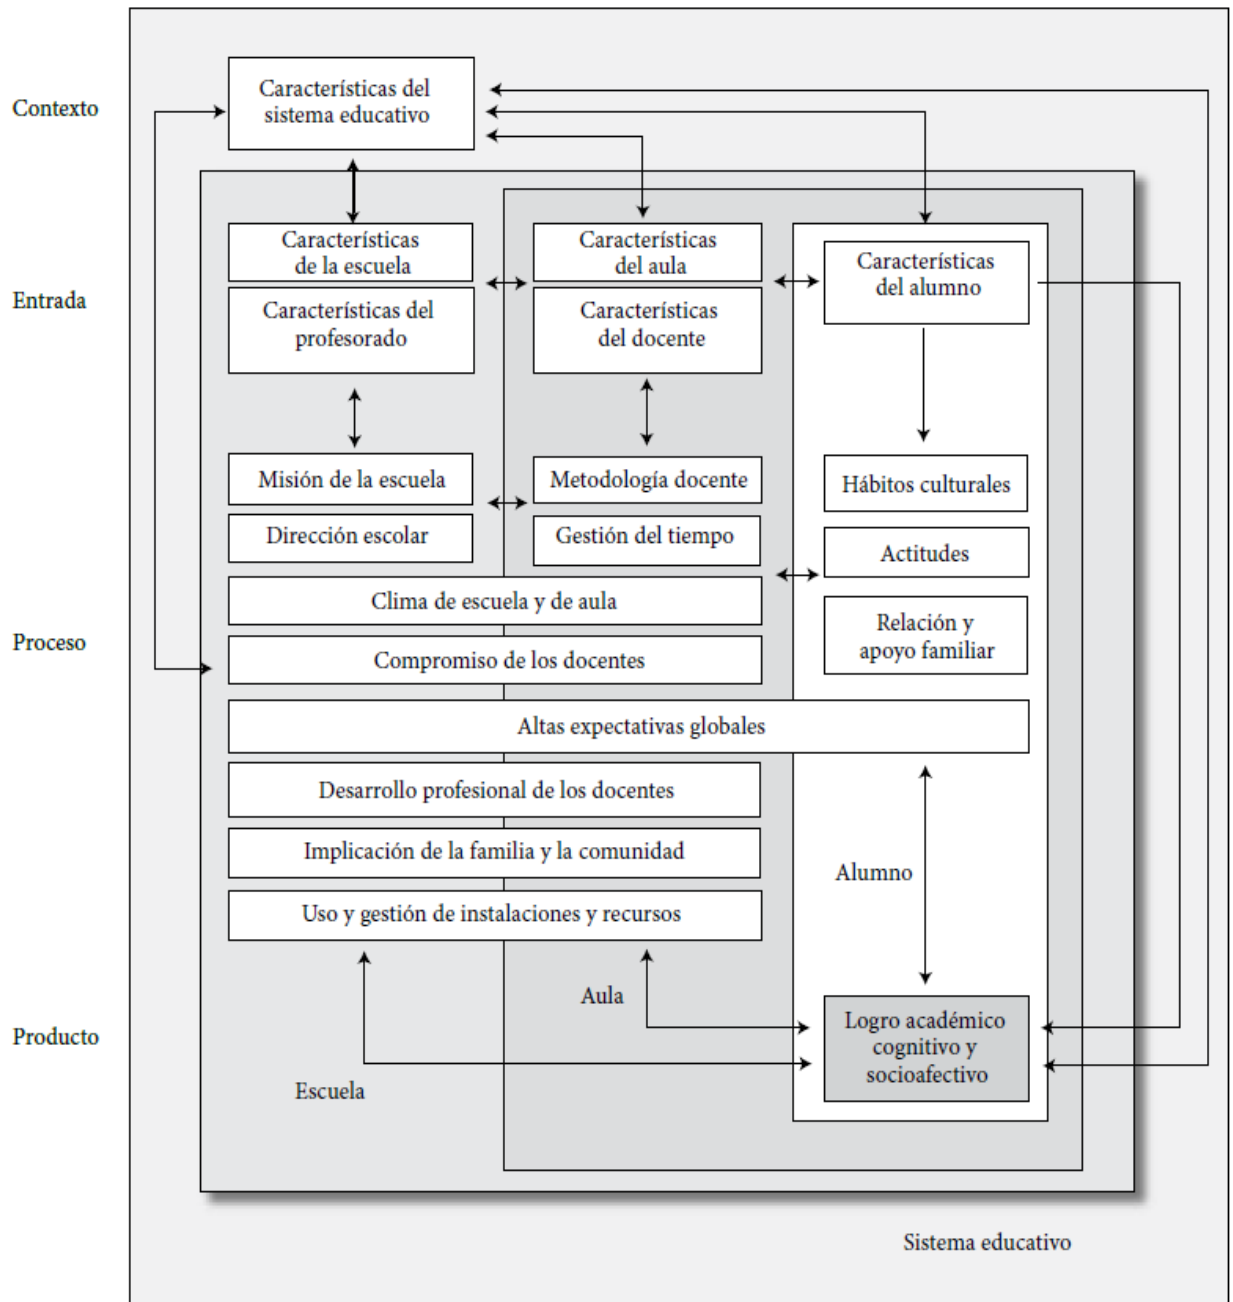 Contexto
Características del
sistema educativo
Entrada
Características
de la escuela
Características del
profesorado
Características
del aula
Características
del docente
Características
del alumno
Proceso
Misión de la escuela
Dirección escolar
Metodología docente
Gestión del tiempo
Hábitos culturales
Actitudes
Relación y
apoyo familiar
Clima de escuela y de aula
Compromiso de los docentes
Altas expectativas globales
Desarrollo profesional de los docentes
Implicación de la familia y la comunidad
Uso y gestión de instalaciones y recursos
Alumno
Aula
Escuela
Producto
Logro académico
cognitivo y
socioafectivo
Sistema educativo